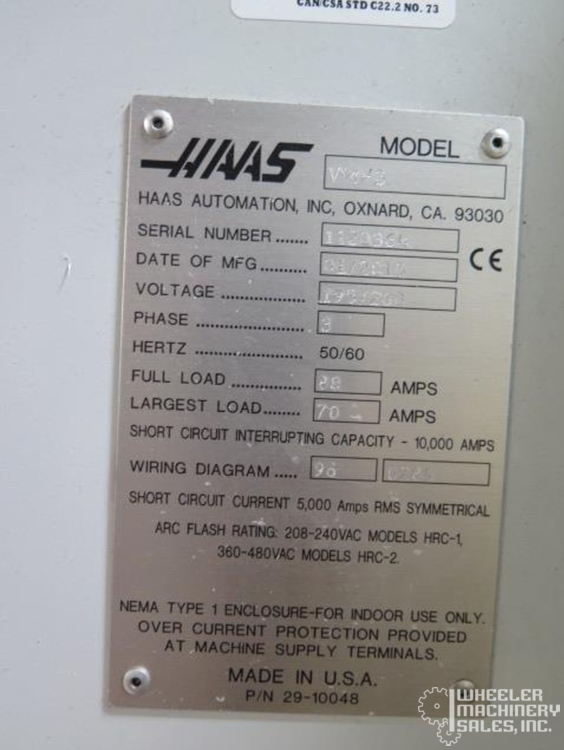 CAN/CSA STD C22.2 NO. 73
HAAS
MODEL
HAAS AUTOMATION, INC, OXNARD, CA. 93030
SERIAL NUMBER .......
DATE OF MFG ..........
CE
VOLTAGE ................
PHASE .................... 3
HERTZ .................... 50/60
FULL LOAD .............. 88 AMPS
LARGEST LOAD........ 70 AMPS
SHORT CIRCUIT INTERRUPTING CAPACITY - 10,000 AMPS
WIRING DIAGRAM ..... 96
SHORT CIRCUIT CURRENT 5,000 Amps RMS SYMMETRICAL
ARC FLASH RATING: 208-240VAC MODELS HRC-1,
360-480VAC MODELS HRC-2.
NEMA TYPE 1 ENCLOSURE-FOR INDOOR USE ONLY.
OVER CURRENT PROTECTION PROVIDED
AT MACHINE SUPPLY TERMINALS.
MADE IN U.S.A.
P/N 29-10048
WHEELER
MACHINERY
SALES, INC.